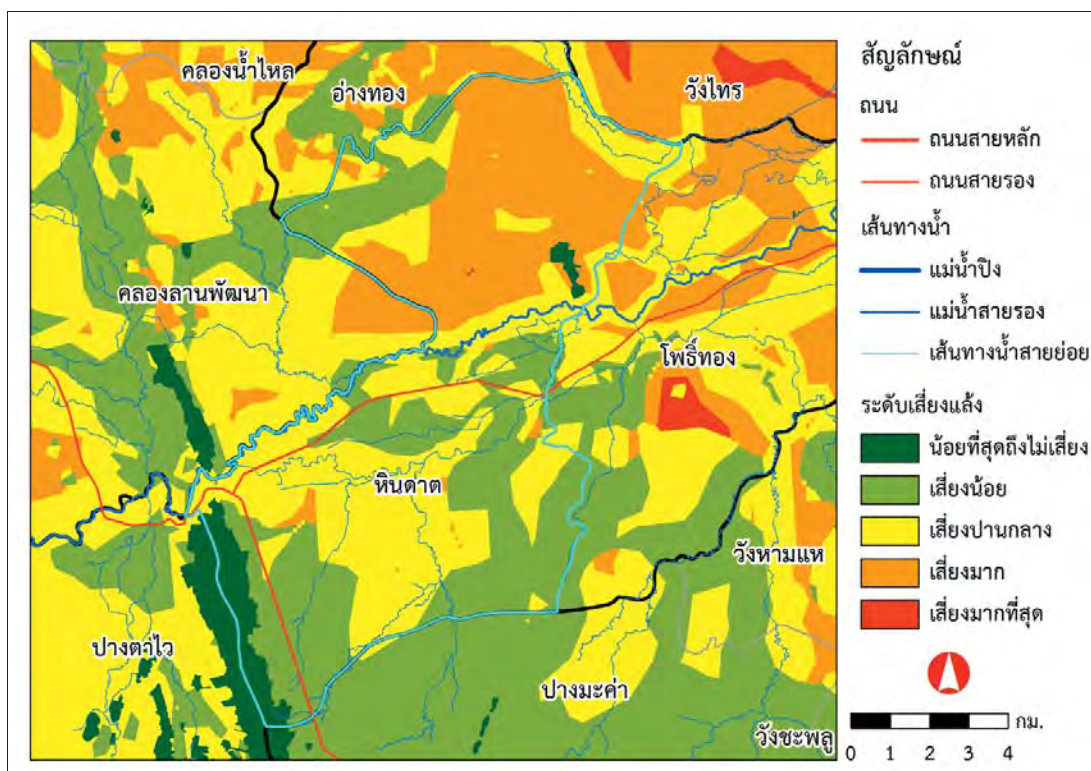 คลองน้ำไหล
อ่างทอง
วังไทร
คลองลานพัฒนา
โพธิ์ทอง
หินดาต
วังหามแห
ปางตาไว
ปางมะค่า
วังชะพลู
สัญลักษณ์
ถนน
ถนนสายหลัก
ถนนสายรอง
เส้นทางน้ำ
แม่น้ำปิง
แม่น้ำสายรอง
เส้นทางน้ำสายย่อย
ระดับเสี่ยงแล้ง
น้อยที่สุดถึงไม่เสี่ยง
เสี่ยงน้อย
เสี่ยงปานกลาง
เสี่ยงมาก
เสี่ยงมากที่สุด
กม.
0 1 2 3 4